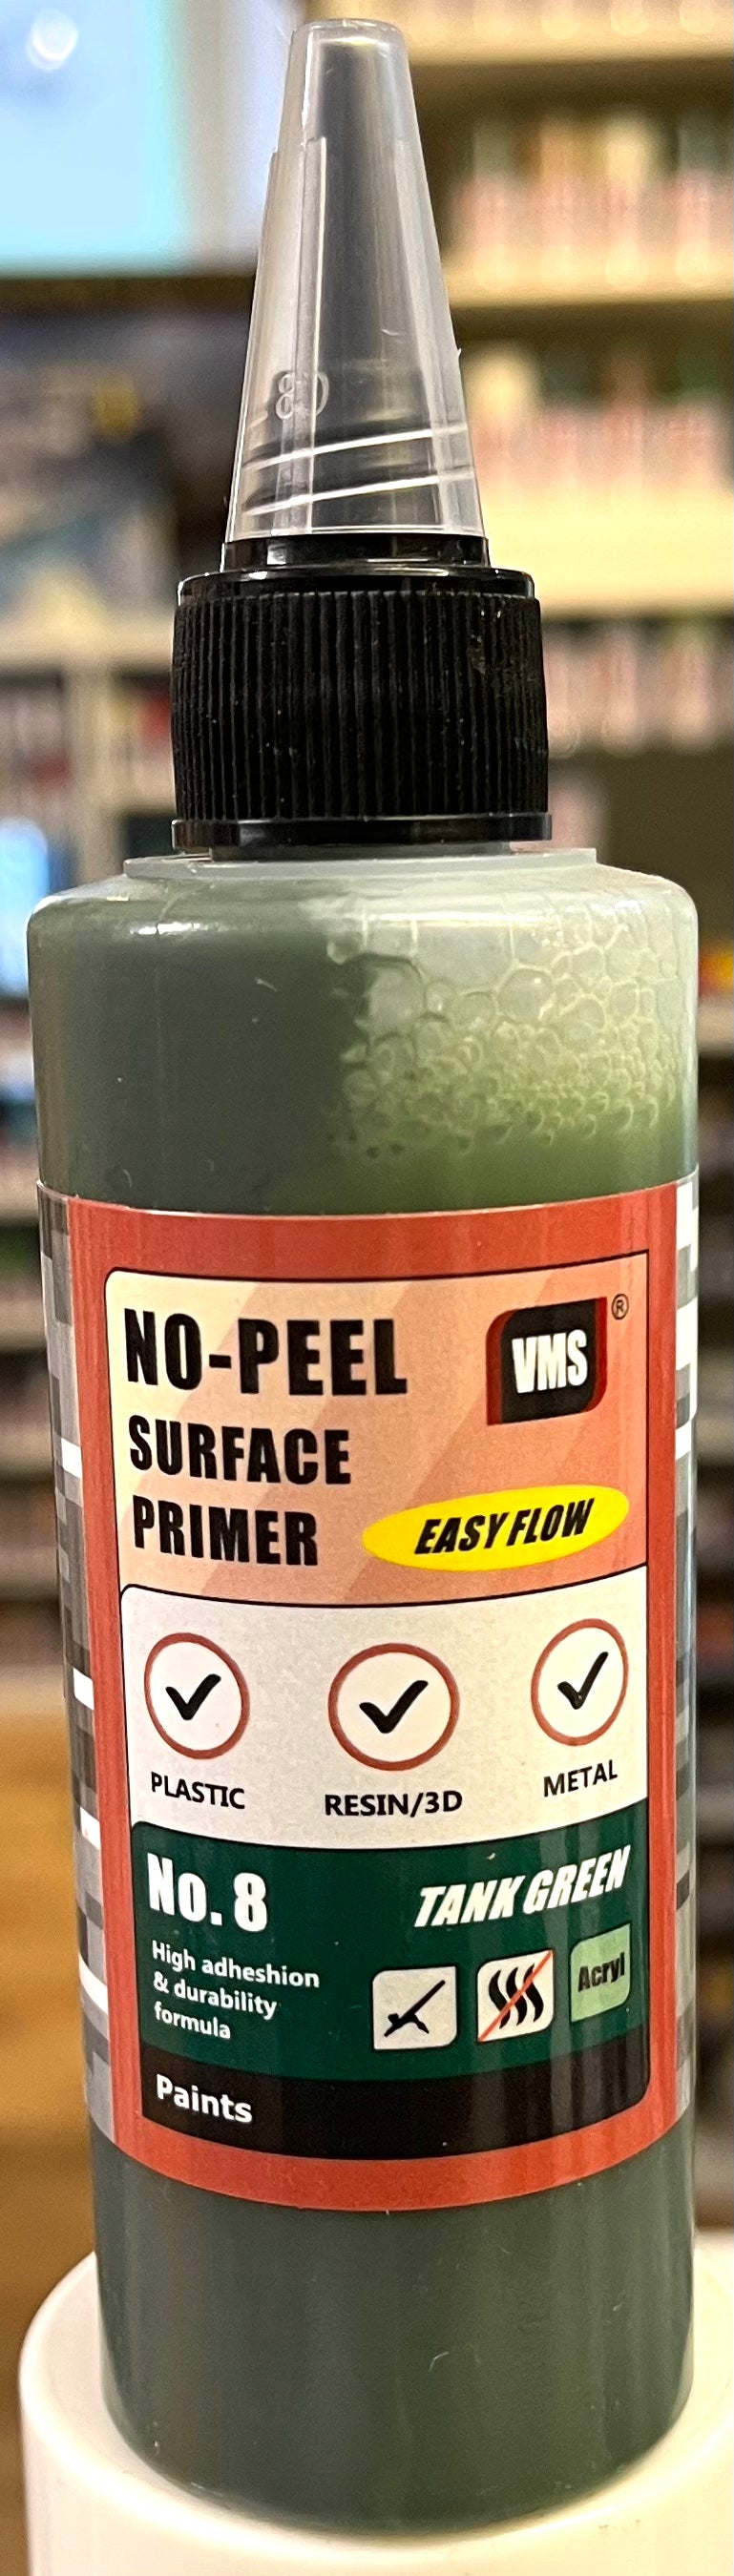 80
NO-PEEL
VMS®
SURFACE
PRIMER
EASY FLOW
PLASTIC
RESIN/3D
METAL
No. 8
TANK GREEN
High adheshion
& durability
formula
Acryl
Paints